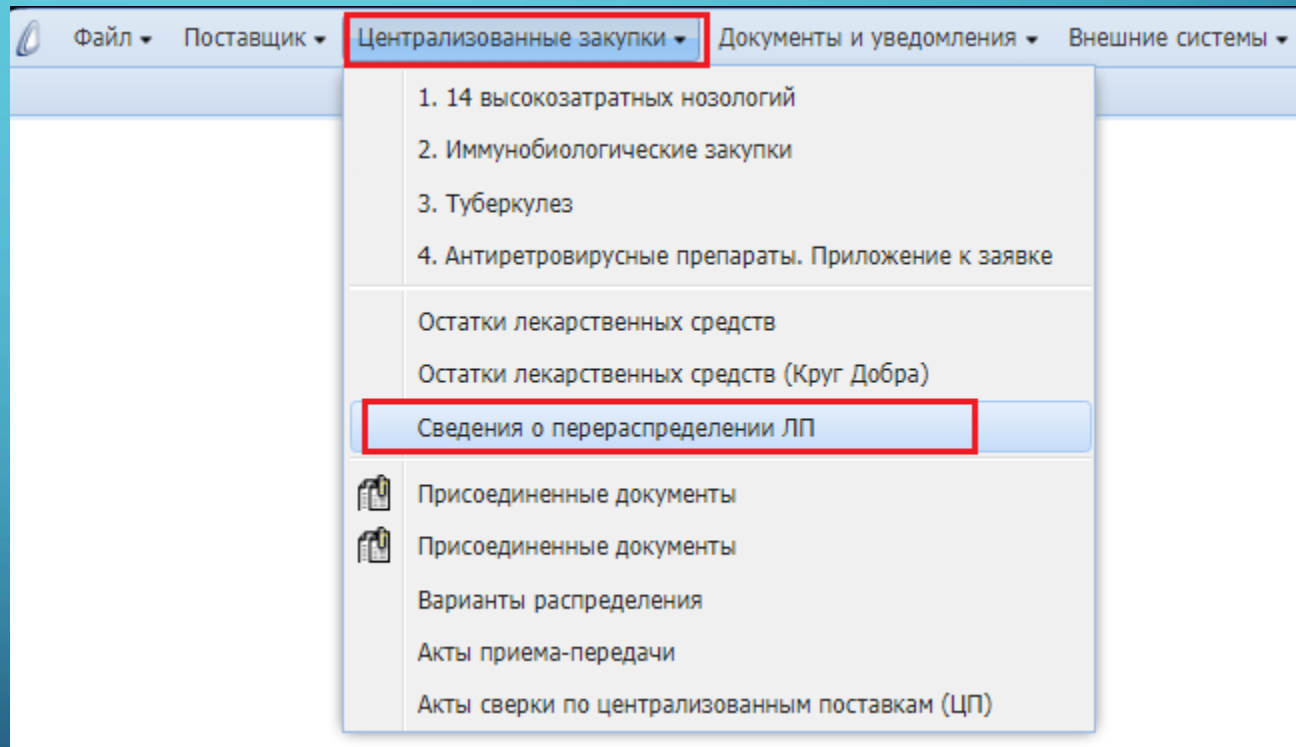 Файл Поставщик Централизованные закупки Документы и уведомления Внешние системы
1. 14 высокозатратных нозологий
2. Иммунобиологические закупки
3. Туберкулез
4. Антиретровирусные препараты. Приложение к заявке
Остатки лекарственных средств
Остатки лекарственных средств (Круг Добра)
Сведения о перераспределении ЛП
Присоединенные документы
Присоединенные документы
Варианты распределения
Акты приема-передачи
Акты сверки по централизованным поставкам (ЦП)